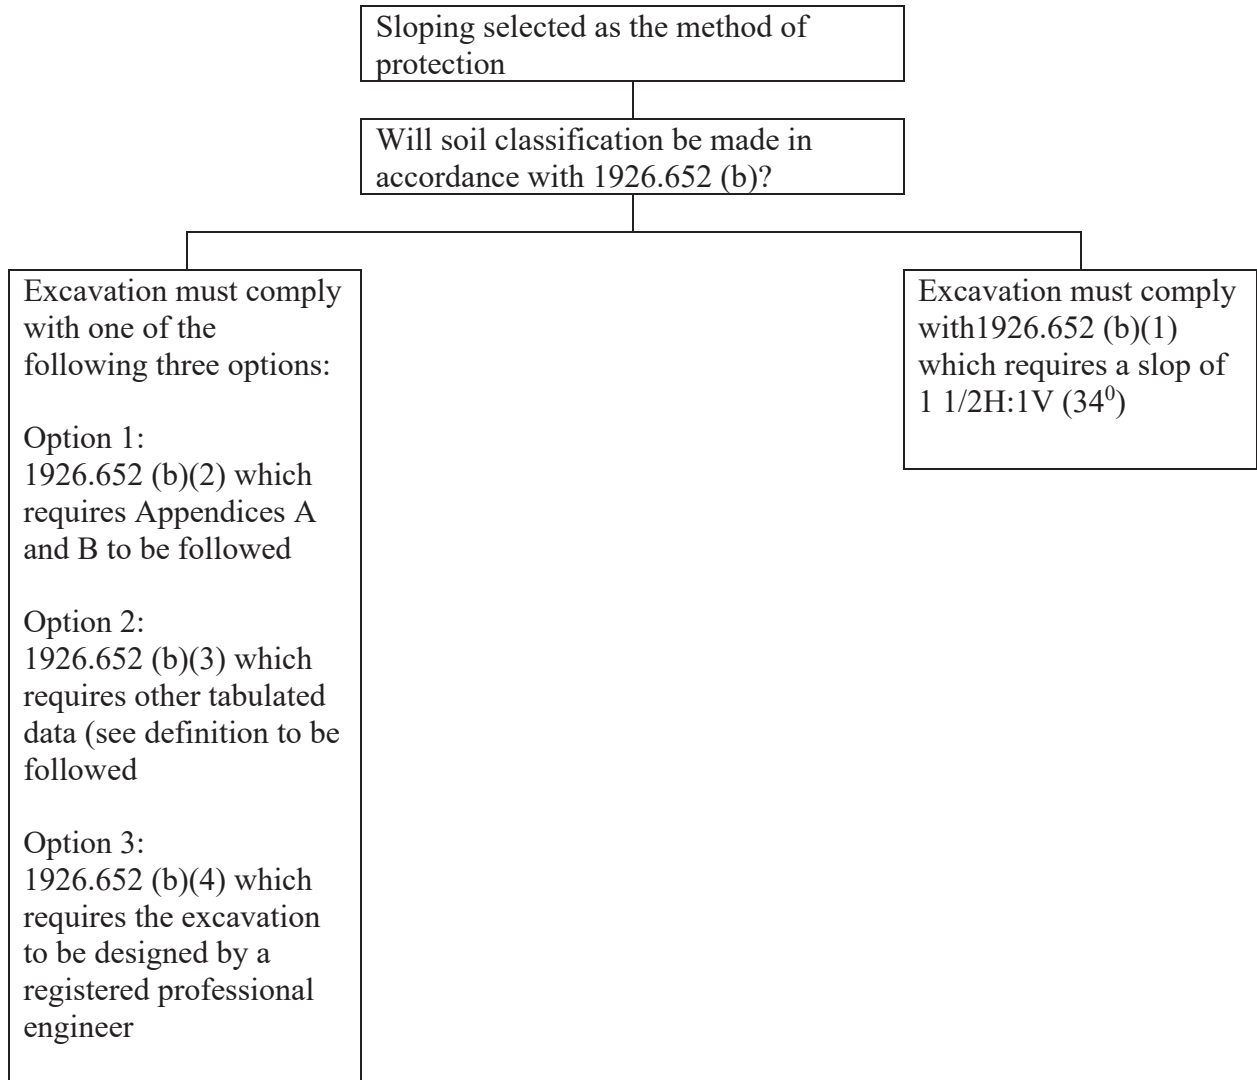 Sloping selected as the method of
protection
Will soil classification be made in
accordance with 1926.652 (b)?
Excavation must comply
with one of the
following three options:
Option 1:
1926.652 (b)(2) which
requires Appendices A
and B to be followed
Option 2:
1926.652 (b)(3) which
requires other tabulated
data (see definition to be
followed
Option 3:
1926.652 (b)(4) which
requires the excavation
to be designed by a
registered professional
engineer
Excavation must comply
with1926.652 (b)(1)
which requires a slop of
1 1/2H:1V (34⁰)